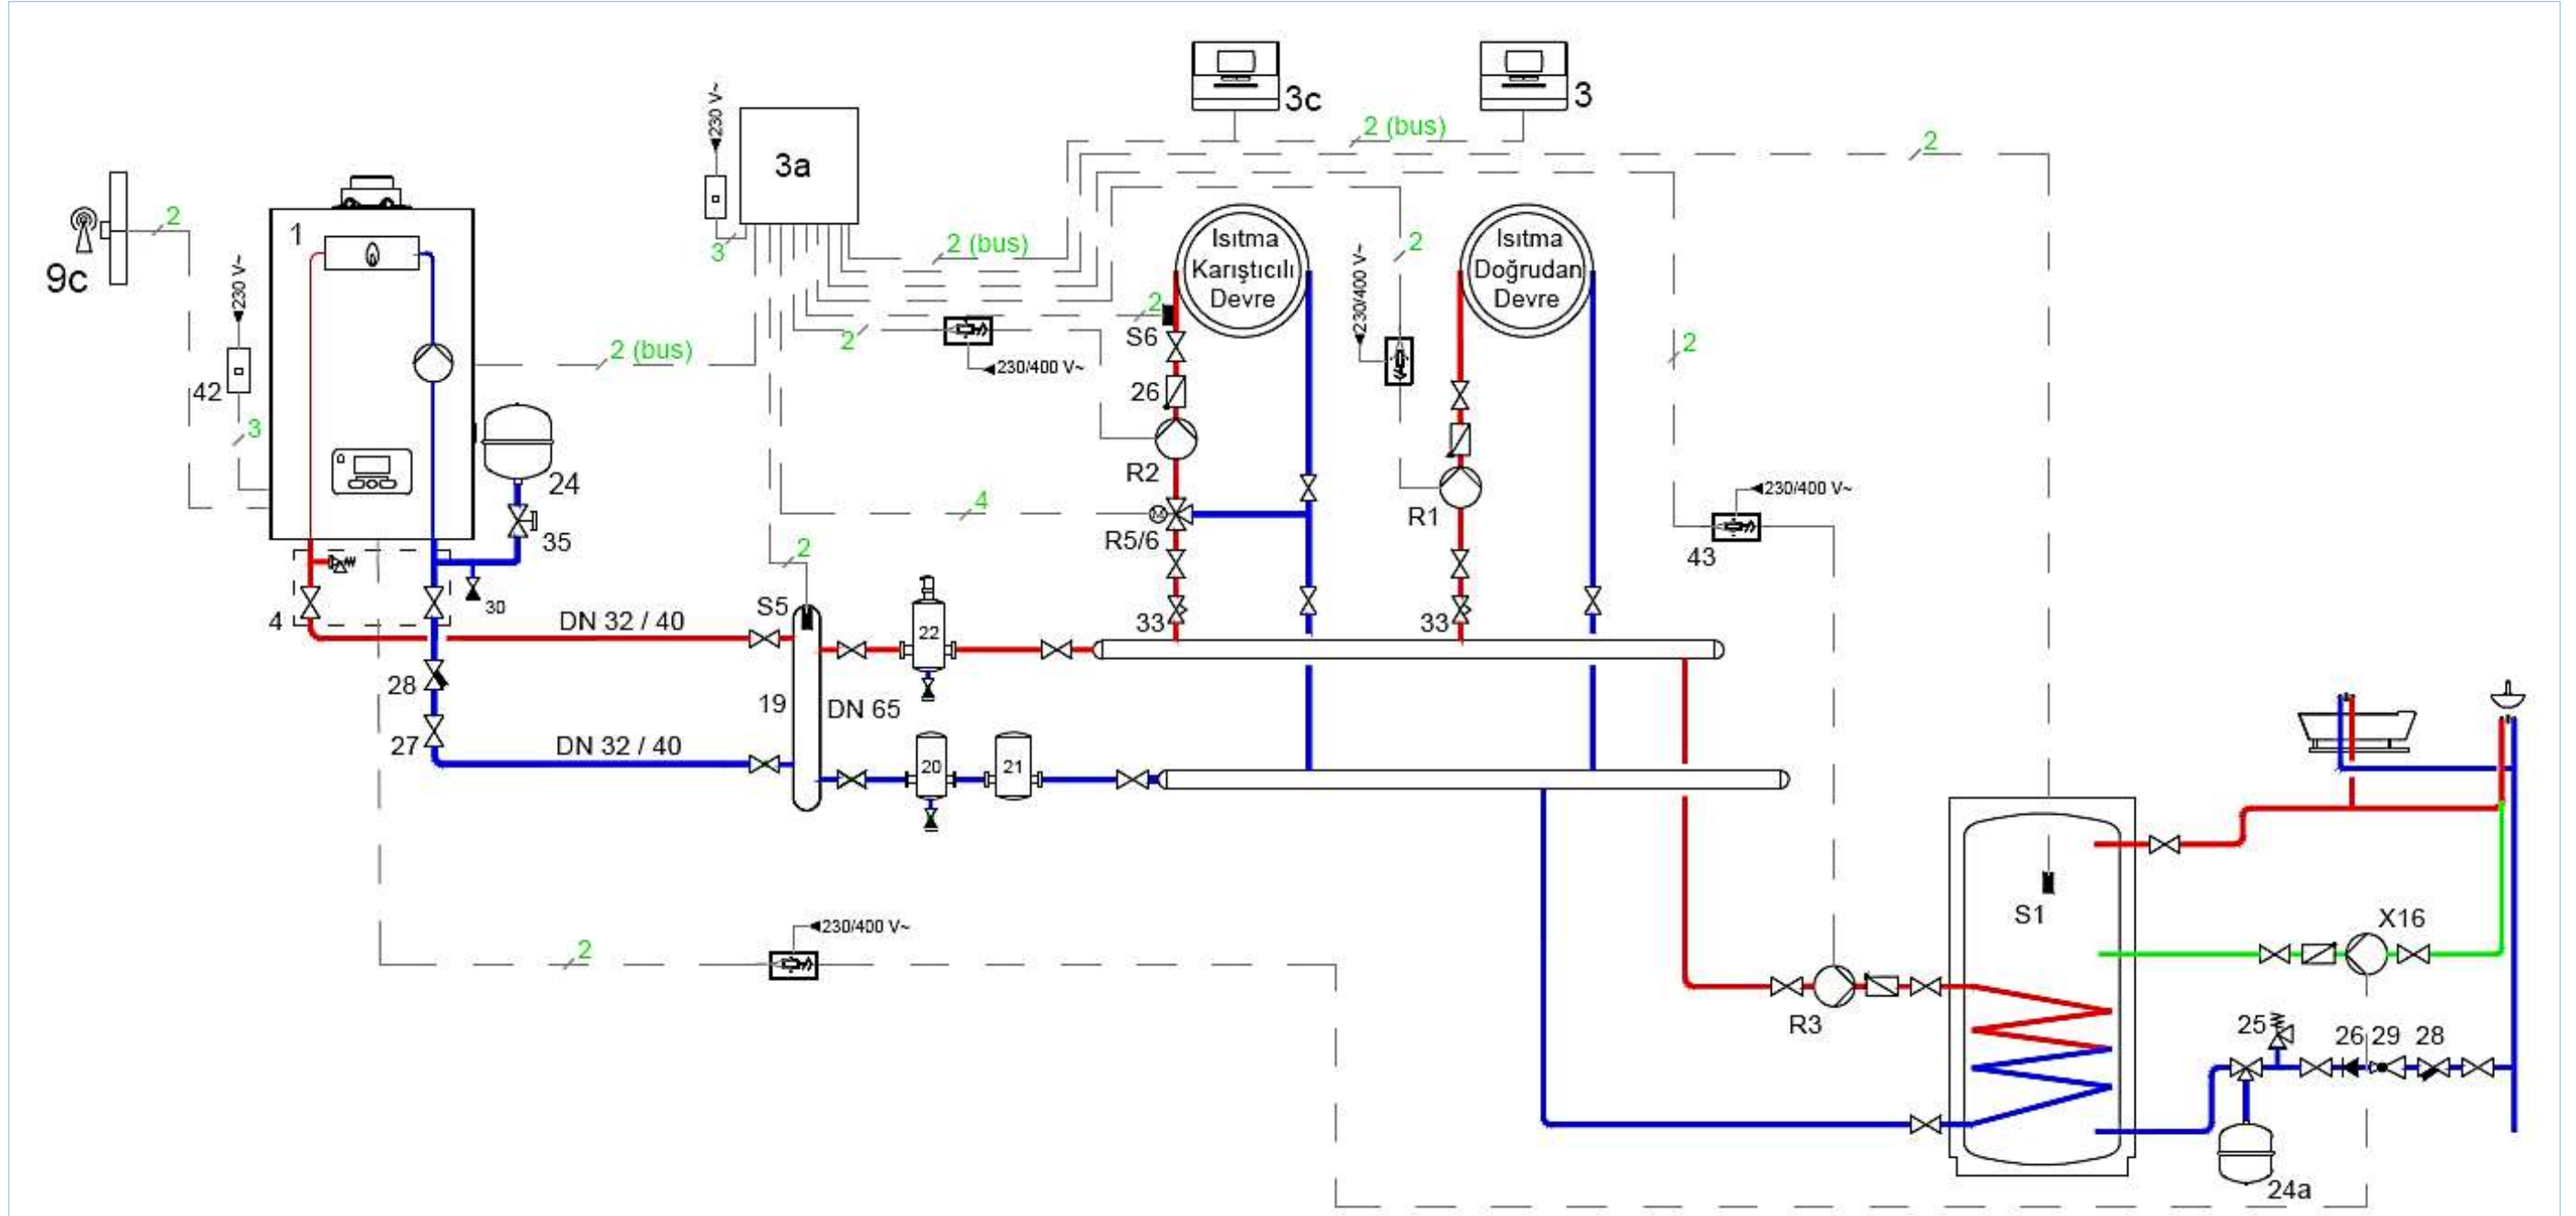 3c
3
2 (bus)
2
230 V~
3a
2
1
3
2 (bus)
2
9c
230 V~
230/400 V~
Isıtma
Karıştıcılı
Devre
Isıtma
Doğrudan
Devre
2
S6
2
2
2 (bus)
230/400 V~
42
26
3
24
R2
230/400 V~
4
R1
35
R5/6
43
2
30
S5
4
DN 32 / 40
22
33
33
28
19
DN 65
27
DN 32 / 40
20
21
S1
X16
230/400 V~
2
R3
25
26
29
28
24a